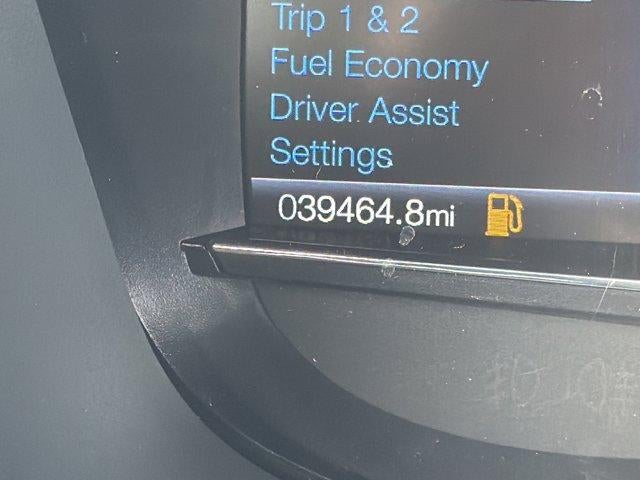 Trip 1 & 2
Fuel Economy
Driver Assist
Settings
039464.8mi